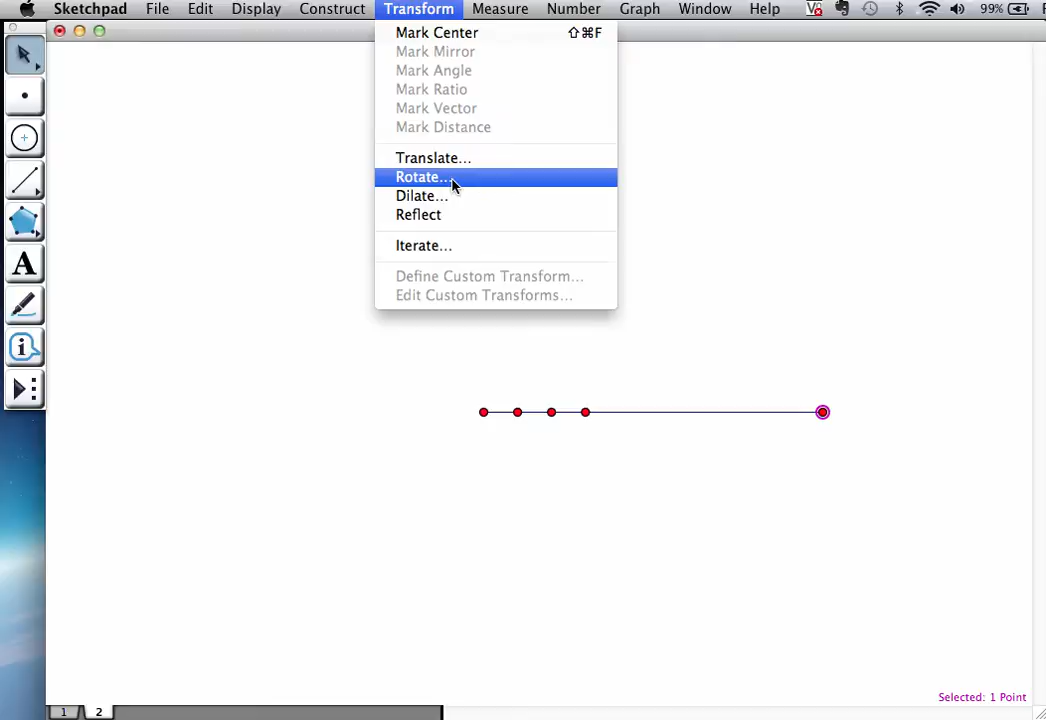 Sketchpad File Edit Display Construct Transform Measure Number Graph Window Help 99%
Mark Center ⇧⌘F
Mark Mirror
Mark Angle
Mark Ratio
Mark Vector
Mark Distance
Translate...
Rotate...
Dilate...
Reflect
Iterate...
Define Custom Transform...
Edit Custom Transforms...
A
Selected: 1 Point
1 2